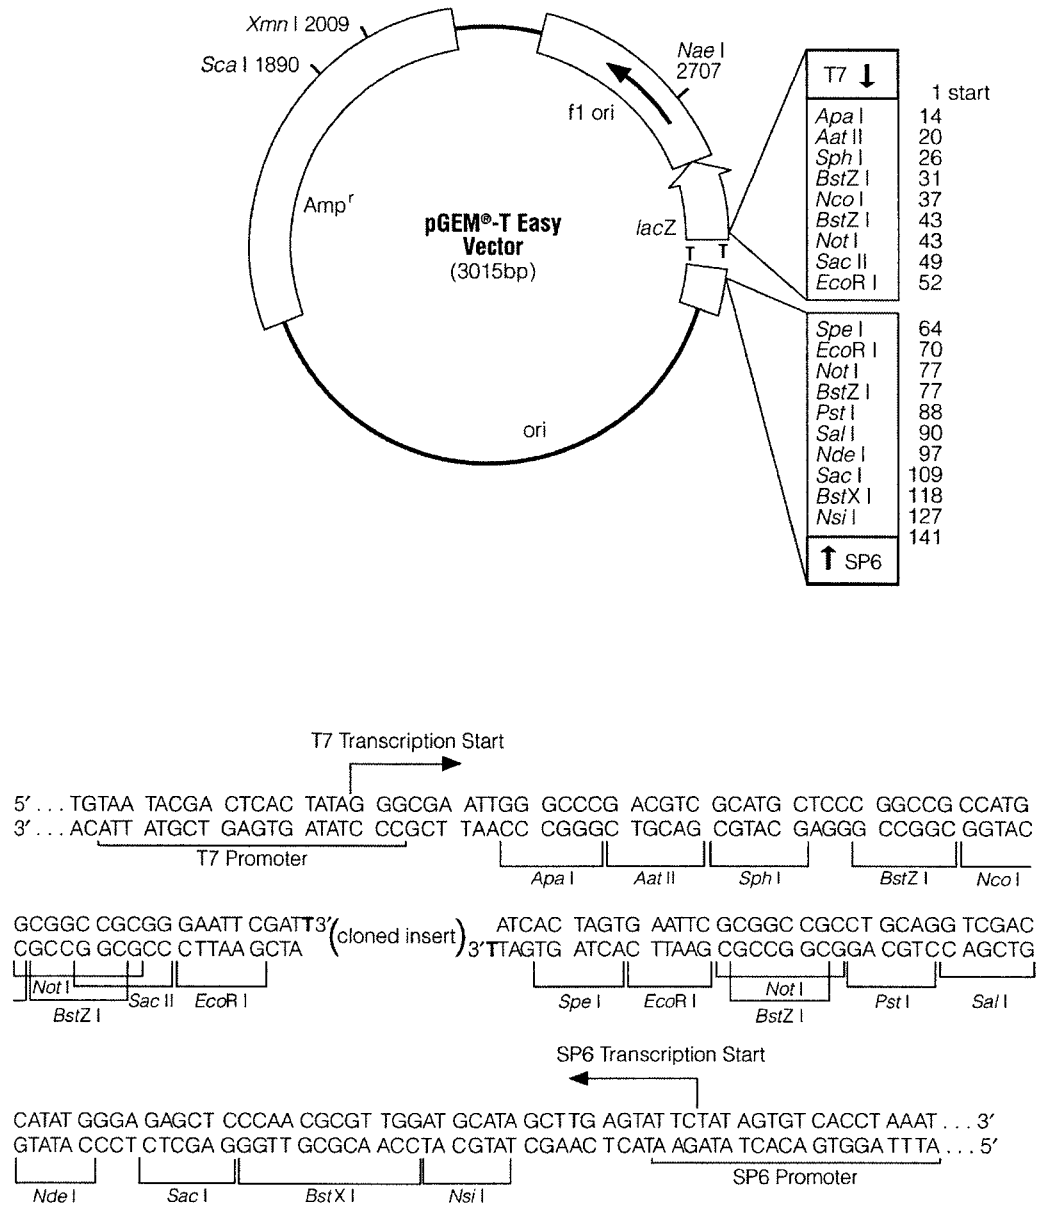 Xmn I 2009
Sca I 1890
Nae I
2707
f1 ori
Ampʳ
pGEM®-T Easy
Vector
(3015bp)
lacZ
T T
ori
T7 ↓
1 start
Apa I 14
Aat II 20
Sph I 26
BstZ I 31
Nco I 37
BstZ I 43
Not I 43
Sac II 49
EcoR I 52
Spe I 64
EcoR I 70
Not I 77
BstZ I 77
Pst I 88
Sal I 90
Nde I 97
Sac I 109
BstX I 118
Nsi I 127
141
↑ SP6
T7 Transcription Start
5′ . . . TGTAA TACGA CTCAC TATAG GGCGA ATTGG GCCCG ACGTC GCATG CTCCC GGCCG CCATG
3′ . . . ACATT ATGCT GAGTG ATATC CCGCT TAACC CGGGC TGCAG CGTAC GAGGG CCGGC GGTAC
T7 Promoter
Apa I Aat II Sph I BstZ I Nco I
GCGGC CGCGG GAATT CGATT3′ (cloned insert) ATCAC TAGTG AATTC GCGGC CGCCT GCAGG TCGAC
CGCCG GCGCC CTTAA GCTA 3′TTAGTG ATCAC TTAAG CGCCG GCGGA CGTCC AGCTG
Not I Sac II EcoR I Spe I EcoR I Not I Pst I Sal I
BstZ I BstZ I
SP6 Transcription Start
CATAT GGGA GAGCT CCCAA CGCGT TGGAT GCATA GCTTG AGTAT TCTAT AGTGT CACCT AAAT . . . 3′
GTATA CCCT CTCGAG GGTT GCGCA ACCTA CGTAT CGAAC TCATA AGATA TCACA GTGGA TTTA . . . 5′
Nde I Sac I BstX I Nsi I SP6 Promoter